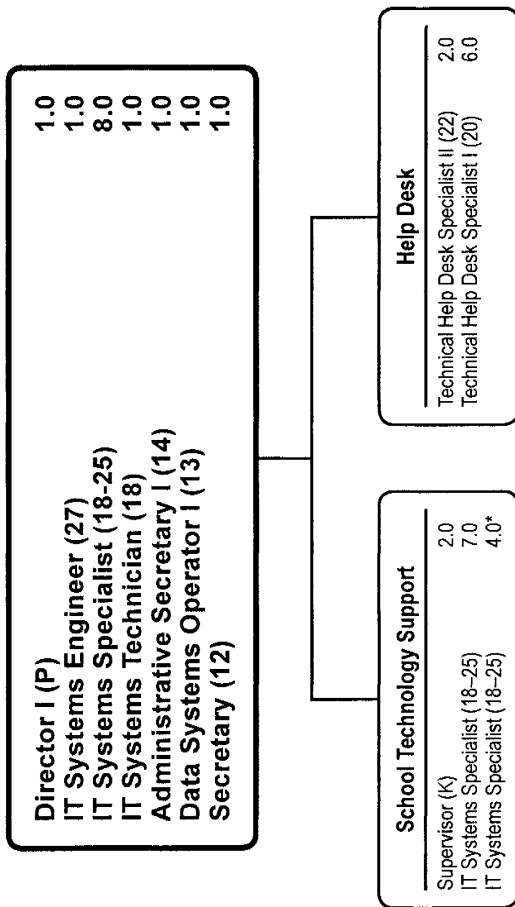 Director I (P) 1.0
IT Systems Engineer (27) 1.0
IT Systems Specialist (18-25) 8.0
IT Systems Technician (18) 1.0
Administrative Secretary I (14) 1.0
Data Systems Operator I (13) 1.0
Secretary (12) 1.0
School Technology Support
Supervisor (K) 2.0
IT Systems Specialist (18–25) 7.0
IT Systems Specialist (18–25) 4.0*
Help Desk
Technical Help Desk Specialist II (22) 2.0
Technical Help Desk Specialist I (20) 6.0